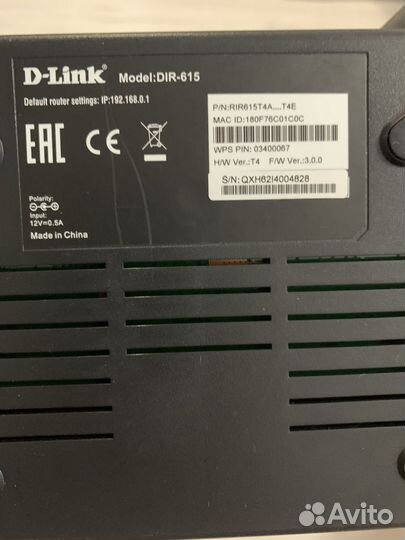 D-Link Model:DIR-615
Default router settings: IP:192.168.0.1
P/N:RIR615T4A....T4E
MAC ID:180F76C01C0C
WPS PIN: 03400067
H/W Ver.:T4 F/W Ver.:3.0.0
S/N: QXH62I4004828
EAC CE
Polarity:
Input:
12V=0.5A
Made in China
Avito